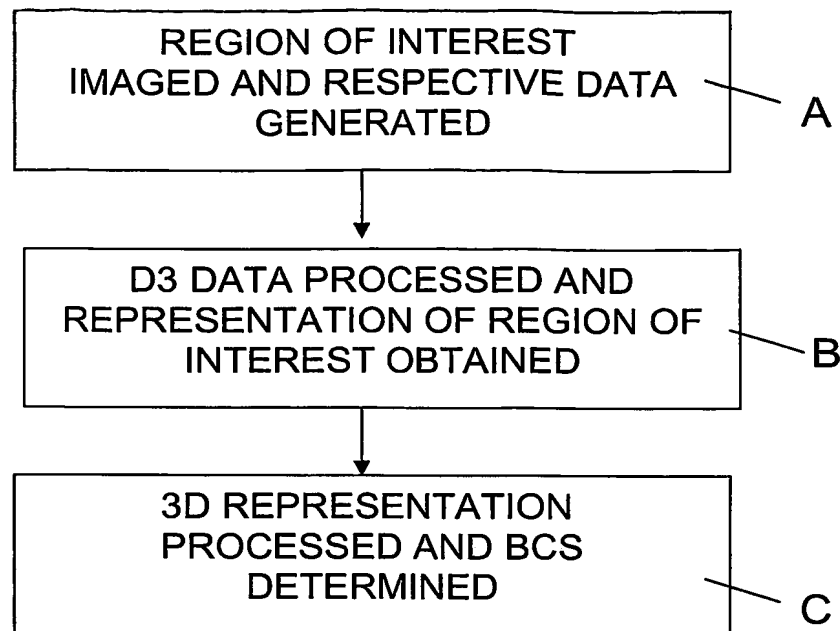 REGION OF INTEREST
IMAGED AND RESPECTIVE DATA
GENERATED
A
D3 DATA PROCESSED AND
REPRESENTATION OF REGION OF
INTEREST OBTAINED
B
3D REPRESENTATION
PROCESSED AND BCS
DETERMINED
C